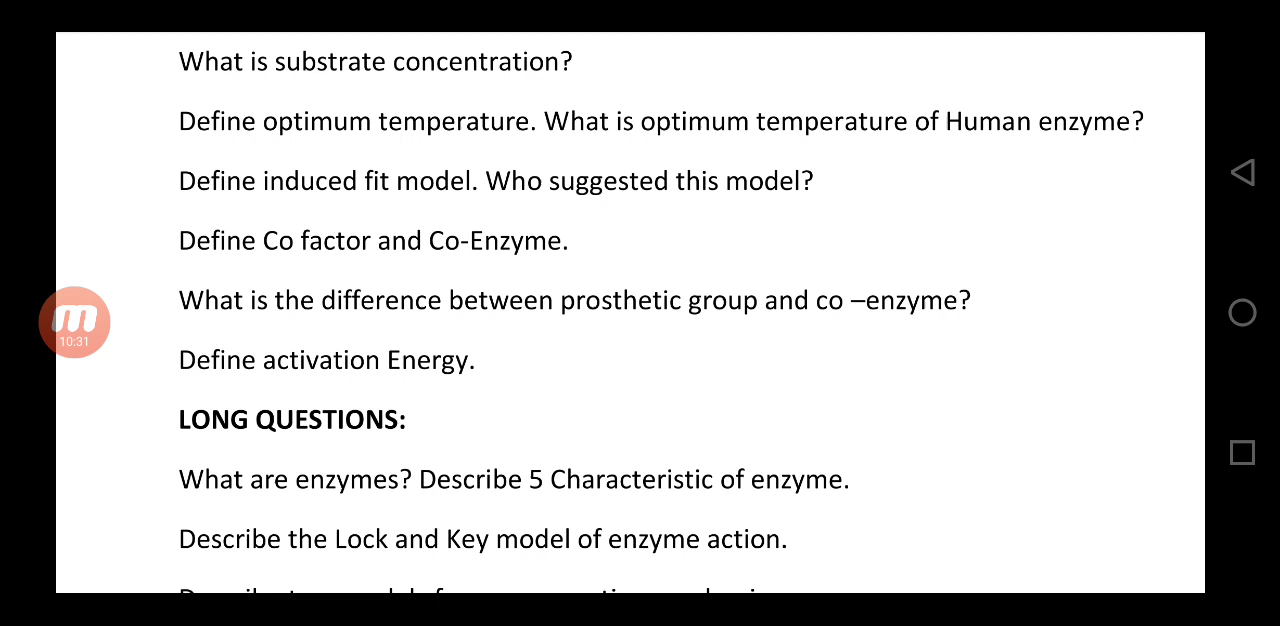 What is substrate concentration?
Define optimum temperature. What is optimum temperature of Human enzyme?
Define induced fit model. Who suggested this model?
Define Co factor and Co-Enzyme.
What is the difference between prosthetic group and co –enzyme?
m
10:31
Define activation Energy.
LONG QUESTIONS:
What are enzymes? Describe 5 Characteristic of enzyme.
Describe the Lock and Key model of enzyme action.